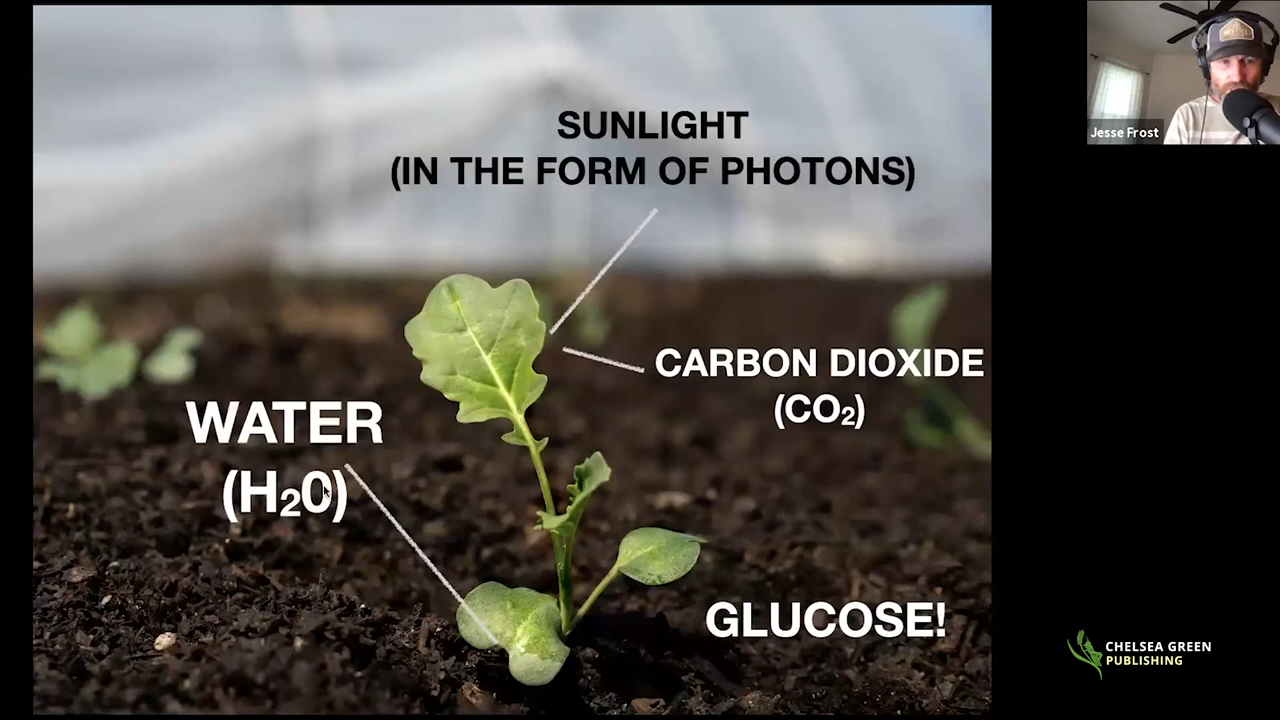 SUNLIGHT
(IN THE FORM OF PHOTONS)
CARBON DIOXIDE
(CO₂)
WATER
(H₂0)
GLUCOSE!
Jesse Frost
CHELSEA GREEN
PUBLISHING